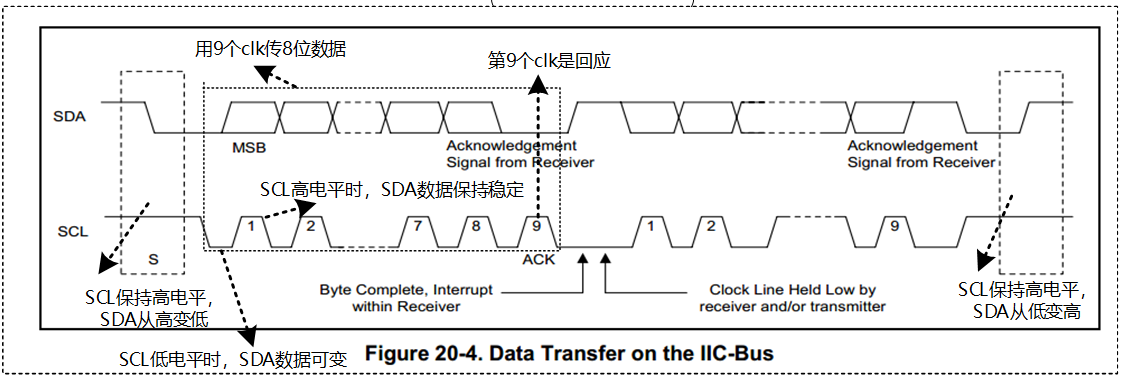 用9个clk传8位数据
第9个clk是回应
SDA
MSB
Acknowledgement
Signal from Receiver
Acknowledgement
Signal from Receiver
SCL高电平时，SDA数据保持稳定
SCL
1
2
7
8
9
1
2
9
S
ACK
Byte Complete, Interrupt
within Receiver
Clock Line Held Low by
receiver and/or transmitter
SCL保持高电平，
SDA从高变低
SCL保持高电平，
SDA从低变高
SCL低电平时，SDA数据可变
Figure 20-4. Data Transfer on the IIC-Bus